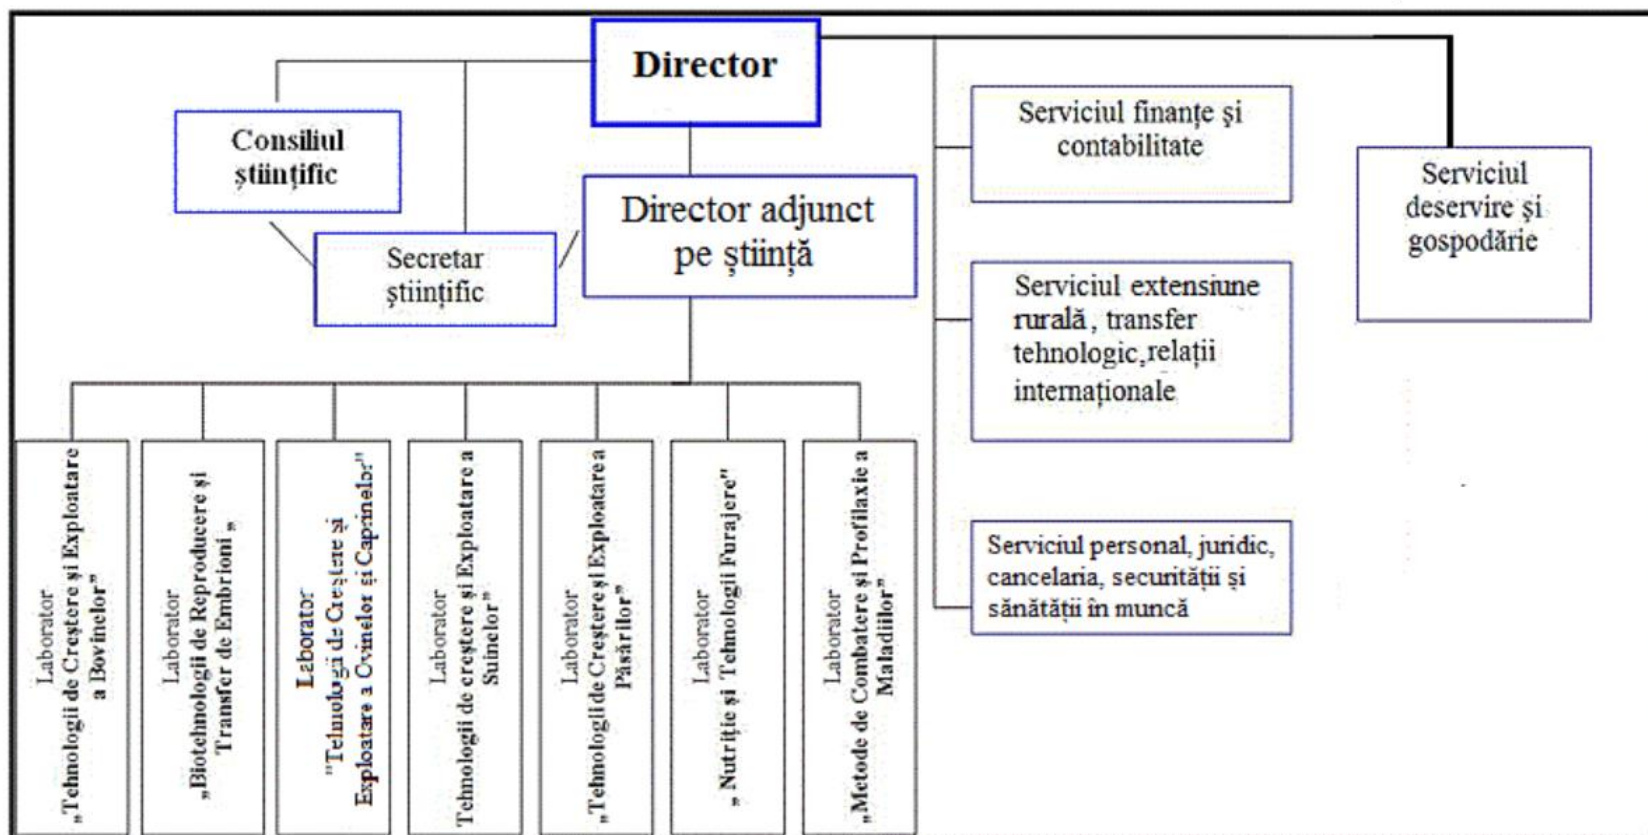 Director
Consiliul
științific
Secretar
științific
Director adjunct
pe știință
Serviciul finanțe și
contabilitate
Serviciul extensiune
rurală, transfer
tehnologic,relații
internaționale
Serviciul personal, juridic,
cancelaria, securității și
sănătății în muncă
Serviciul
deservire și
gospodărie
Laborator
„Tehnologii de Creștere și Exploatare
a Bovinelor”
Laborator
„Biotehnologii de Reproducere și
Transfer de Embrioni „
Laborator
"Tehnologii de Creștere și
Exploatare a Ovinelor și Caprinelor"
Laborator
Tehnologii de creștere și Exploatare a
Suinelor”
Laborator
„Tehnologii de Creștere și Exploatarea
Păsărilor”
Laborator
„ Nutriție și Tehnologii Furajere"
Laborator
„Metode de Combatere și Profilaxie a
Maladiilor”